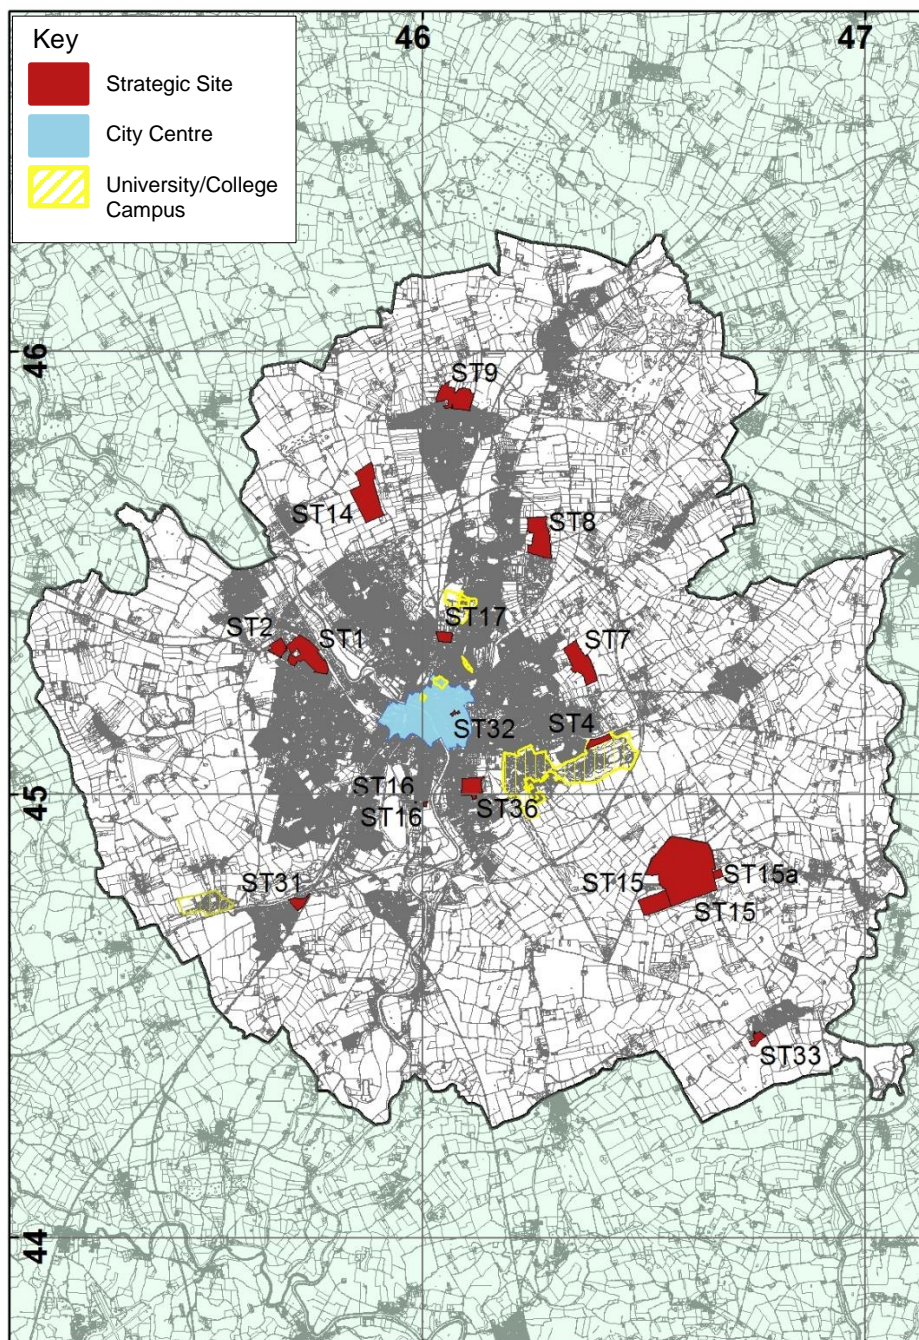 46
47
Key
Strategic Site
City Centre
University/College
Campus
46
ST9
ST14
ST8
ST17
ST2
ST1
ST7
ST32
ST4
ST16
45
ST16
ST36
ST31
ST15
ST15a
ST15
ST33
44